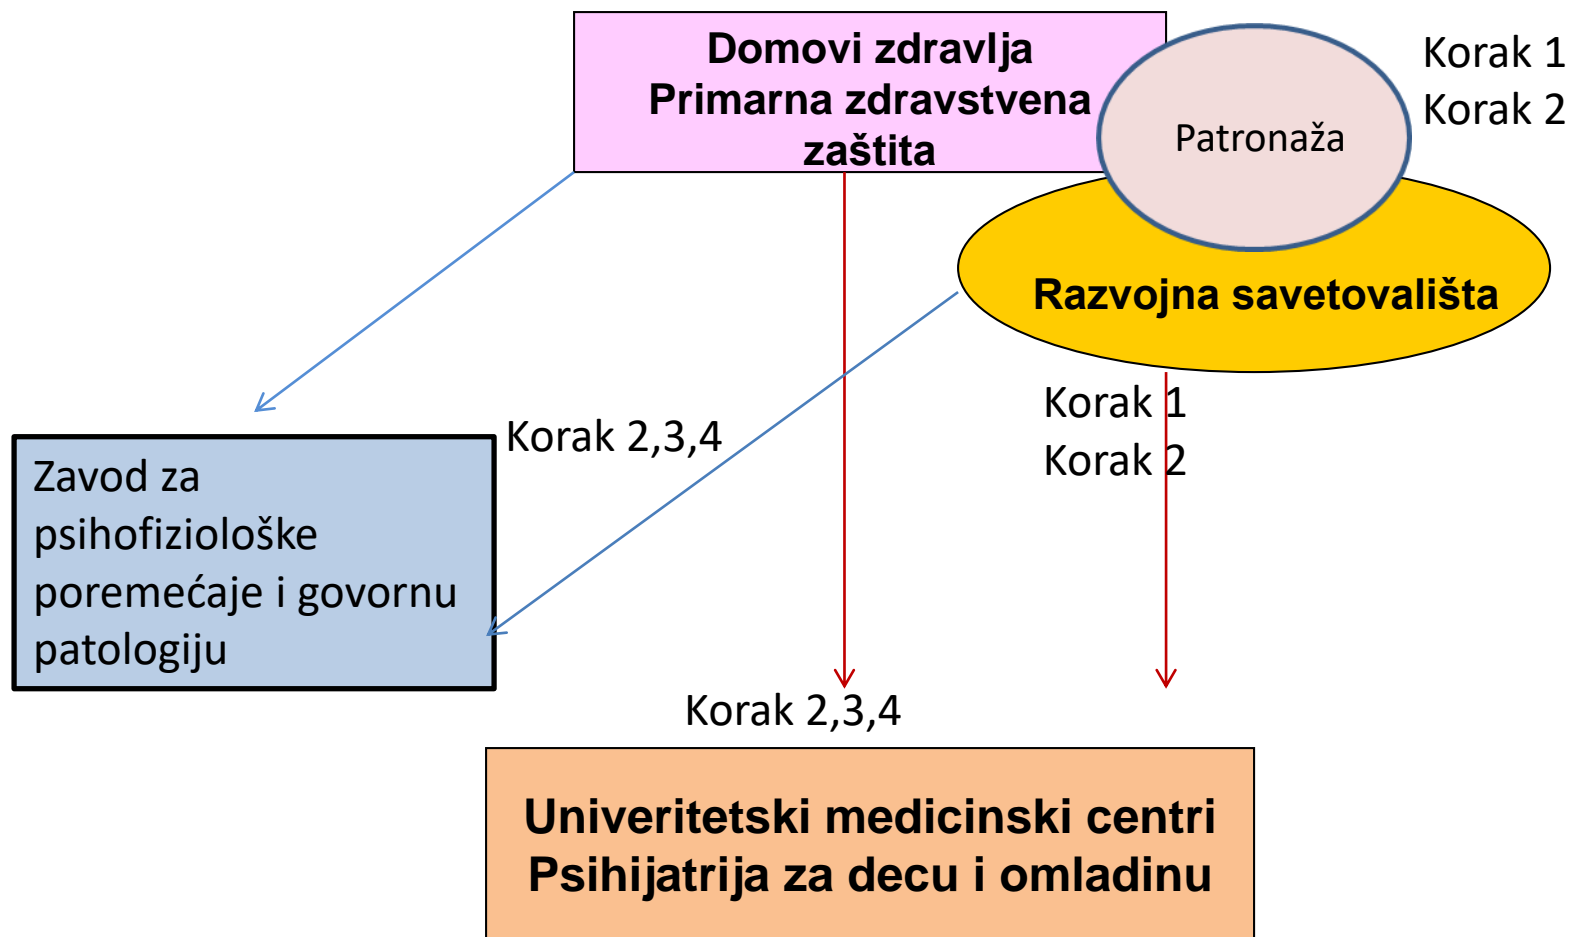 Domovi zdravlja
Primarna zdravstvena
zaštita
Patronaža
Korak 1
Korak 2
Razvojna savetovališta
Korak 1
Korak 2
Korak 2,3,4
Zavod za
psihofiziološke
poremećaje i govornu
patologiju
Korak 2,3,4
Univeritetski medicinski centri
Psihijatrija za decu i omladinu